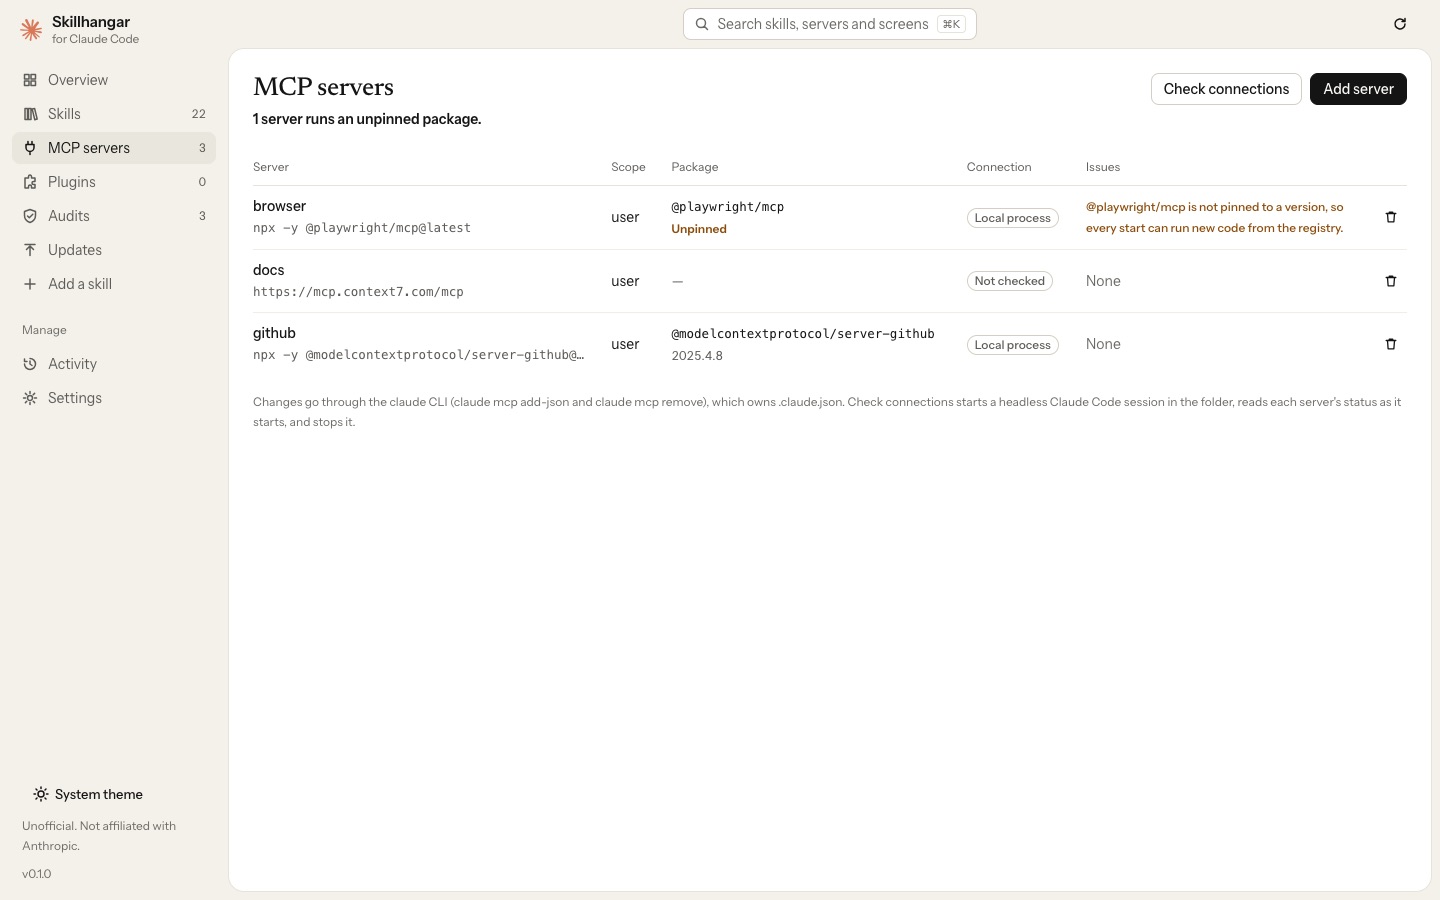 Skillhangar
for Claude Code
Search skills, servers and screens
⌘K
Overview
Skills 22
MCP servers 3
Plugins 0
Audits 3
Updates
Add a skill
Manage
Activity
Settings
System theme
Unofficial. Not affiliated with
Anthropic.
v0.1.0
MCP servers
1 server runs an unpinned package.
Check connections
Add server
Server Scope Package Connection Issues
browser
npx -y @playwright/mcp@latest
user
@playwright/mcp
Unpinned
Local process
@playwright/mcp is not pinned to a version, so
every start can run new code from the registry.
docs
https://mcp.context7.com/mcp
user
—
Not checked
None
github
npx -y @modelcontextprotocol/server-github@…
user
@modelcontextprotocol/server-github
2025.4.8
Local process
None
Changes go through the claude CLI (claude mcp add-json and claude mcp remove), which owns .claude.json. Check connections starts a headless Claude Code session in the folder, reads each server's status as it
starts, and stops it.